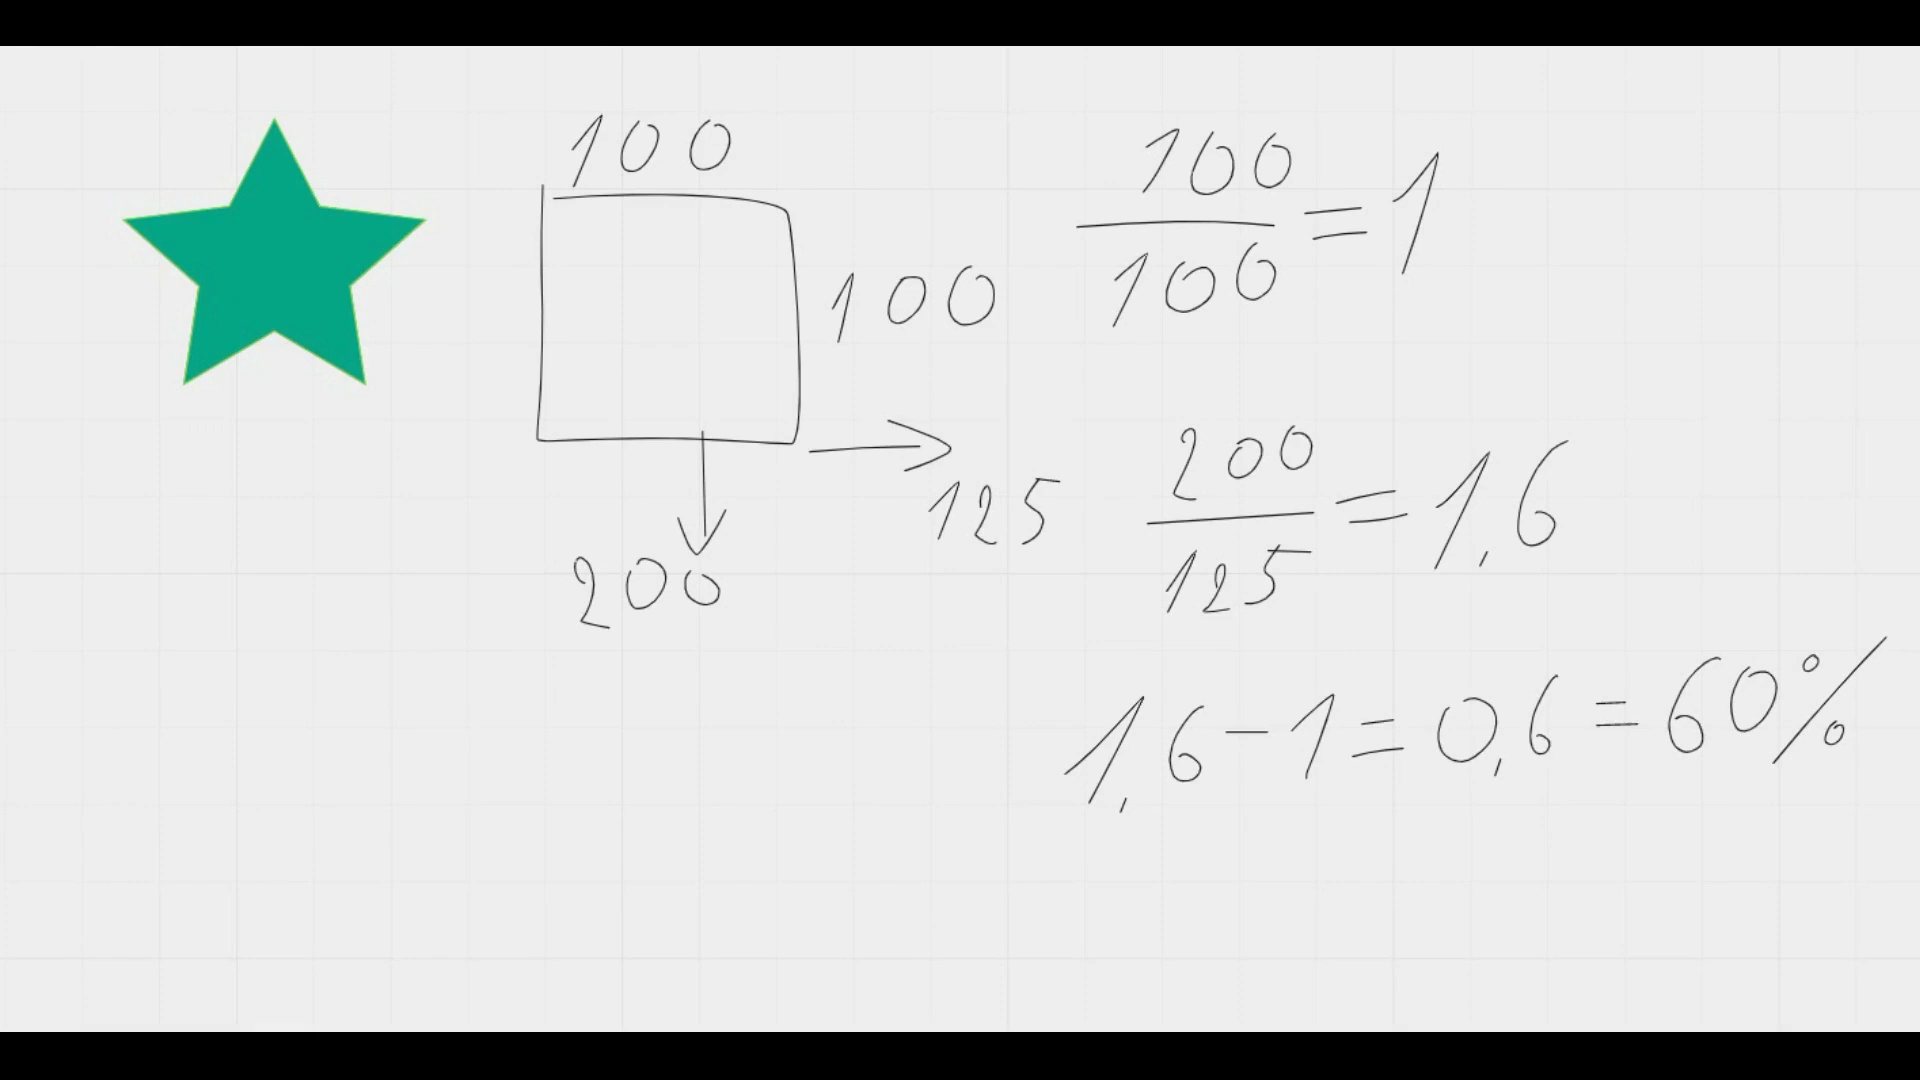 100
100
125
200
100/100 = 1
200/125 = 1,6
1,6 - 1 = 0,6 = 60%